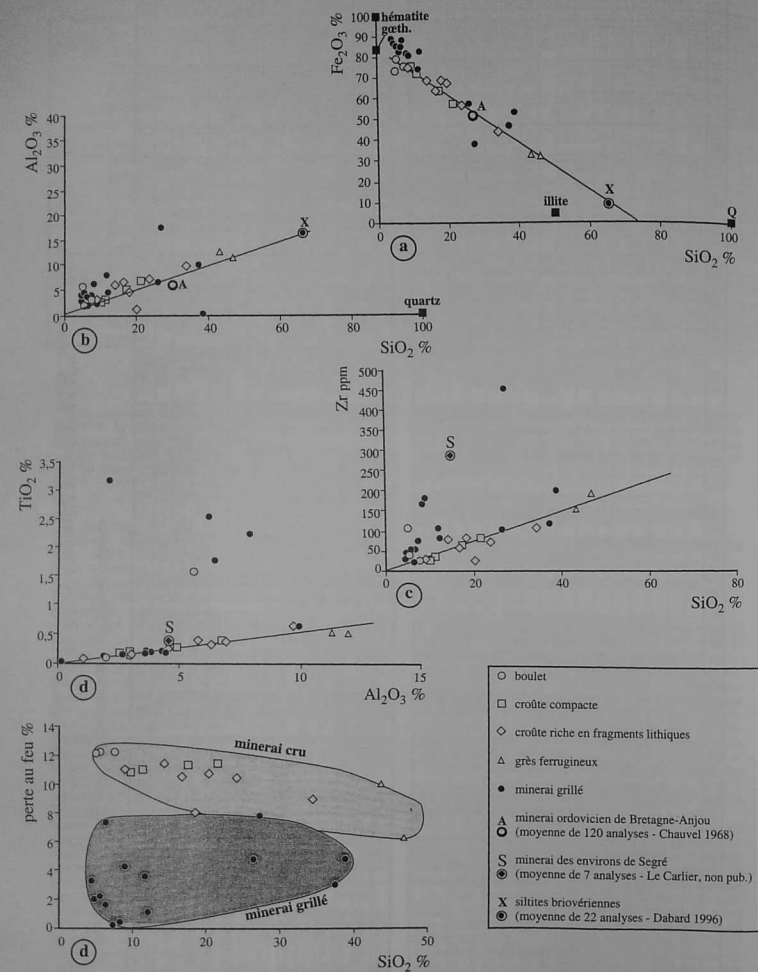 Fe2O3 %
100
90
80
70
60
50
40
30
20
10
0
hématite
gœth.
A
illite
X
Q
0
20
40
60
80
100
a
SiO2 %
Al2O3 %
40
35
30
25
20
15
10
5
0
X
A
quartz
0
20
40
60
80
100
b
SiO2 %
Zr ppm
500
450
400
350
300
250
200
150
100
50
0
S
0
20
40
60
80
c
SiO2 %
TiO2 %
3,5
3
2,5
2
1,5
1
0,5
0
S
0
5
10
15
d
Al2O3 %
perte au feu %
14
12
10
8
6
4
2
0
minerai cru
minerai grillé
0
10
20
30
40
50
d
SiO2 %
boulet
croûte compacte
croûte riche en fragments lithiques
grès ferrugineux
minerai grillé
A minerai ordovicien de Bretagne-Anjou
(moyenne de 120 analyses - Chauvel 1968)
S minerai des environs de Segré
(moyenne de 7 analyses - Le Carlier, non pub.)
X siltites briovériennes
(moyenne de 22 analyses - Dabard 1996)